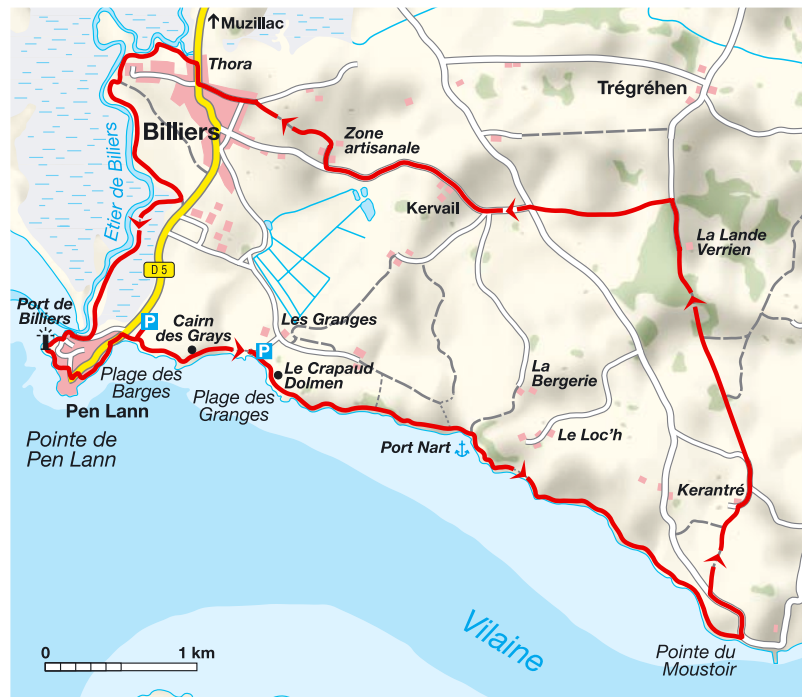 Muzillac
Thora
Trégréhen
Billiers
Zone
artisanale
Etier de Biliers
Kervail
La Lande
Verrien
D 5
Port de
Billiers
P
Cairn
des Grays
Les Granges
P
Le Crapaud
Dolmen
Plage des
Barges
Plage des
Granges
Pen Lann
La
Bergerie
Pointe de
Pen Lann
Le Loc'h
Port Nart
Kerantré
Vilaine
Pointe du
Moustoir
0
1 km